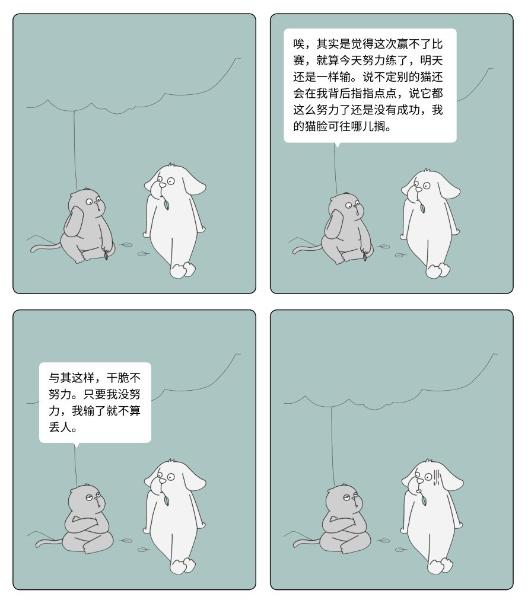 唉，其实是觉得这次赢不了比
赛，就算今天努力练了，明天
还是一样输。说不定别的猫还
会在我背后指指点点，说它都
这么努力了还是没有成功，我
的猫脸可往哪儿搁。
与其这样，干脆不
努力。只要我没努
力，我输了就不算
丢人。